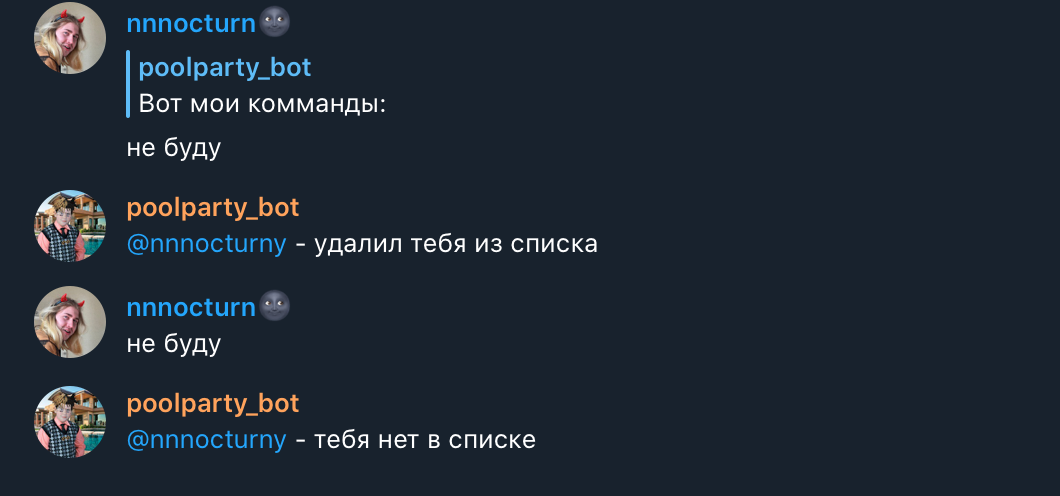 nnnocturn🌚
poolparty_bot
Вот мои комманды:
не буду
poolparty_bot
@nnnocturny - удалил тебя из списка
nnnocturn🌚
не буду
poolparty_bot
@nnnocturny - тебя нет в списке